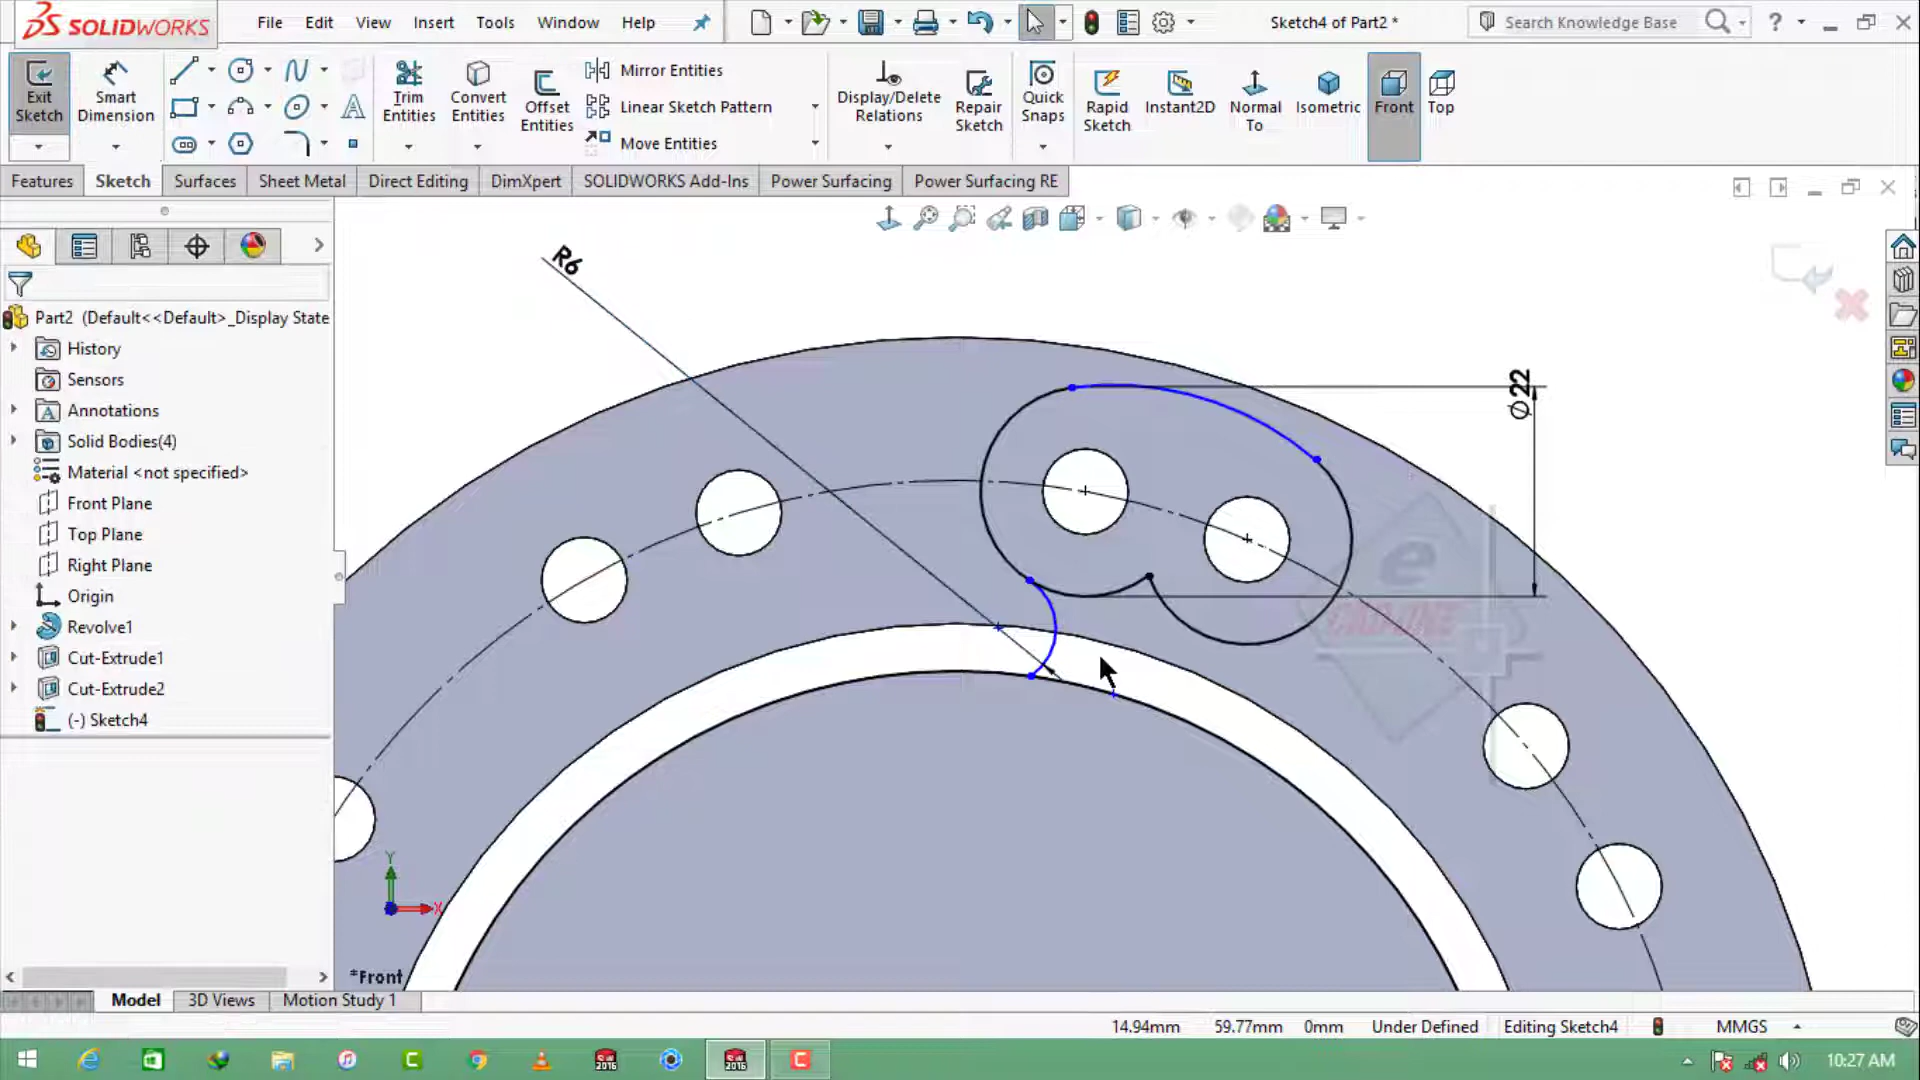 SOLIDWORKS
File Edit View Insert Tools Window Help
Sketch4 of Part2 *
Search Knowledge Base
?
Exit Sketch
Smart Dimension
Trim Entities
Convert Entities
Offset Entities
Mirror Entities
Linear Sketch Pattern
Move Entities
Display/Delete Relations
Repair Sketch
Quick Snaps
Rapid Sketch
Instant2D
Normal To
Isometric
Front
Top
Features Sketch Surfaces Sheet Metal Direct Editing DimXpert SOLIDWORKS Add-Ins Power Surfacing Power Surfacing RE
Part2 (Default<<Default>_Display State
History
Sensors
Annotations
Solid Bodies(4)
Material <not specified>
Front Plane
Top Plane
Right Plane
Origin
Revolve1
Cut-Extrude1
Cut-Extrude2
(-) Sketch4
R6
⌀22
e
Y
X
*Front
Model 3D Views Motion Study 1
14.94mm 59.77mm 0mm Under Defined Editing Sketch4 MMGS
2016
2016
10:27 AM